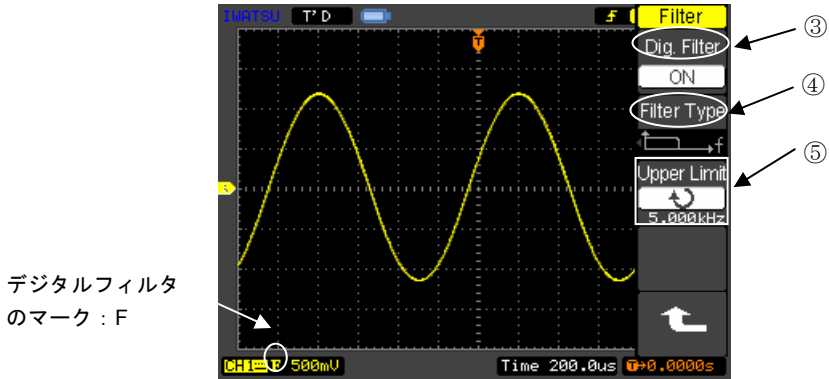 IWATSU T'D
Filter
Dig. Filter
③
ON
Filter Type
④
f
Upper Limit
⑤
5.000kHz
T
デジタルフィルタ
のマーク：F
CH1 F 500mV
Time 200.0us T→0.0000s